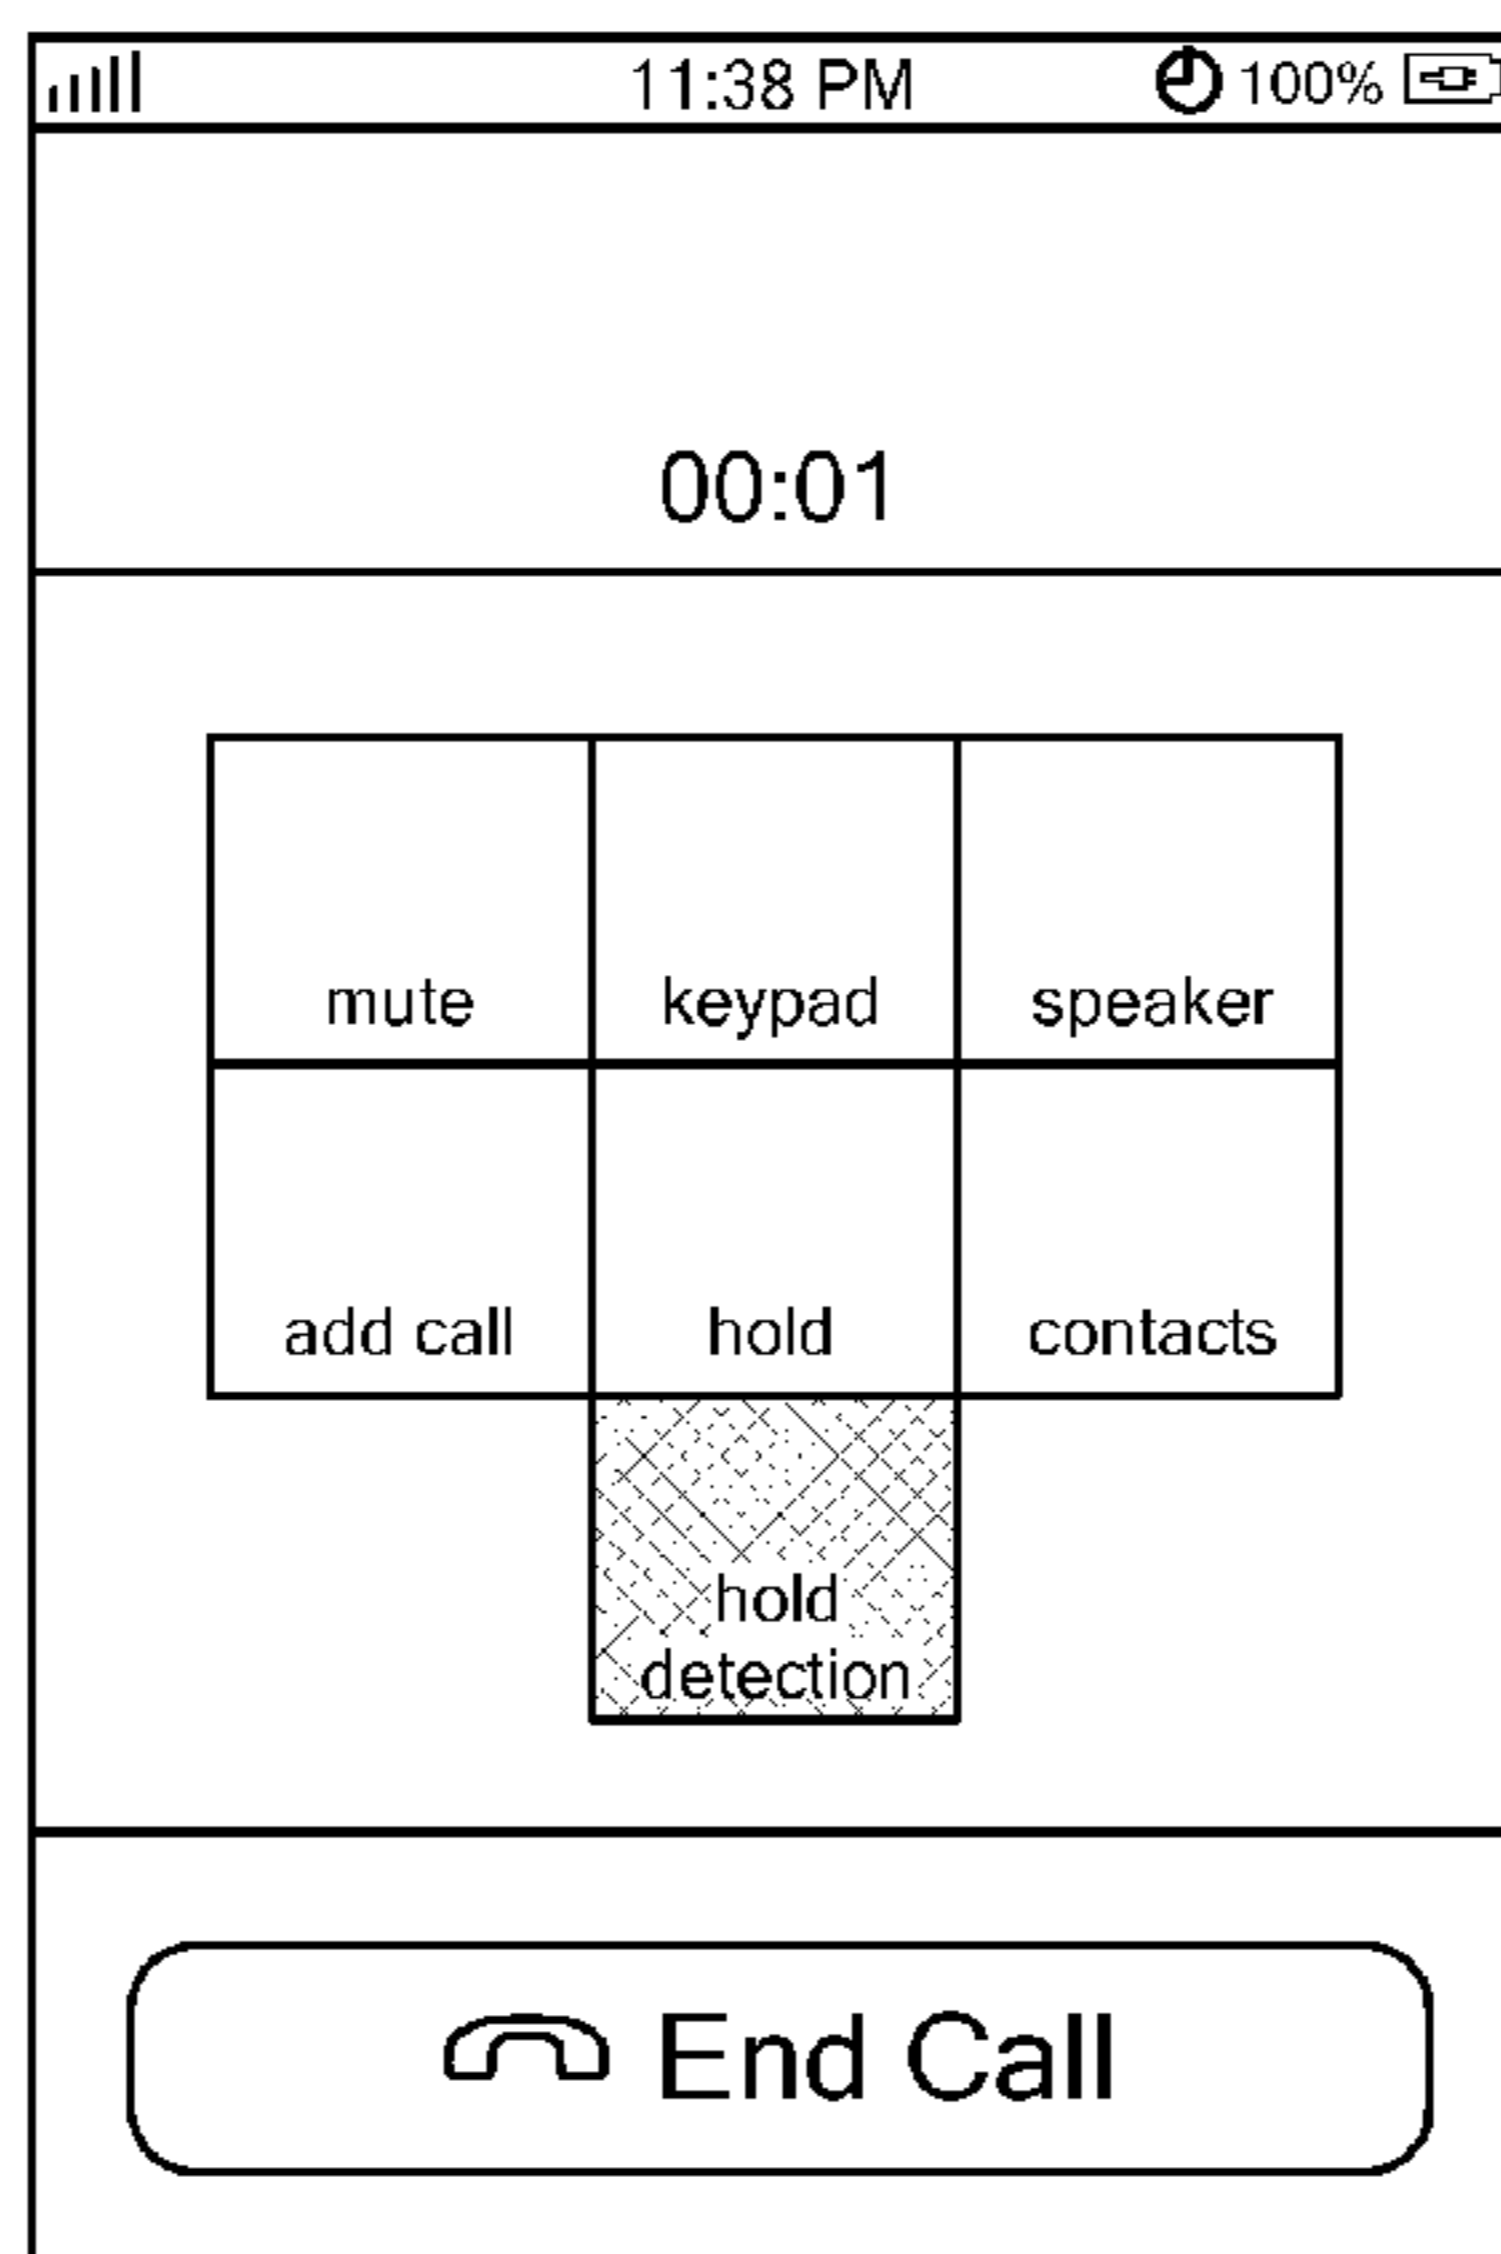 11:38 PM 100%
00:01
mute keypad speaker
add call hold contacts
hold
detection
End Call